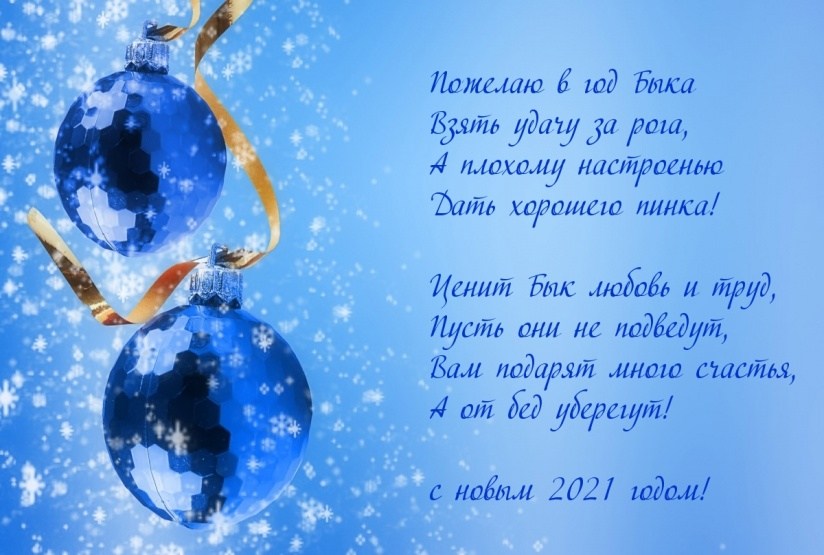 Пожелаю в год Быка
Взять удачу за рога,
А плохому настроенью
Дать хорошего пинка!
Ценит Бык любовь и труд,
Пусть они не подведут,
Вам подарят много счастья,
А от бед уберегут!
с новым 2021 годом!